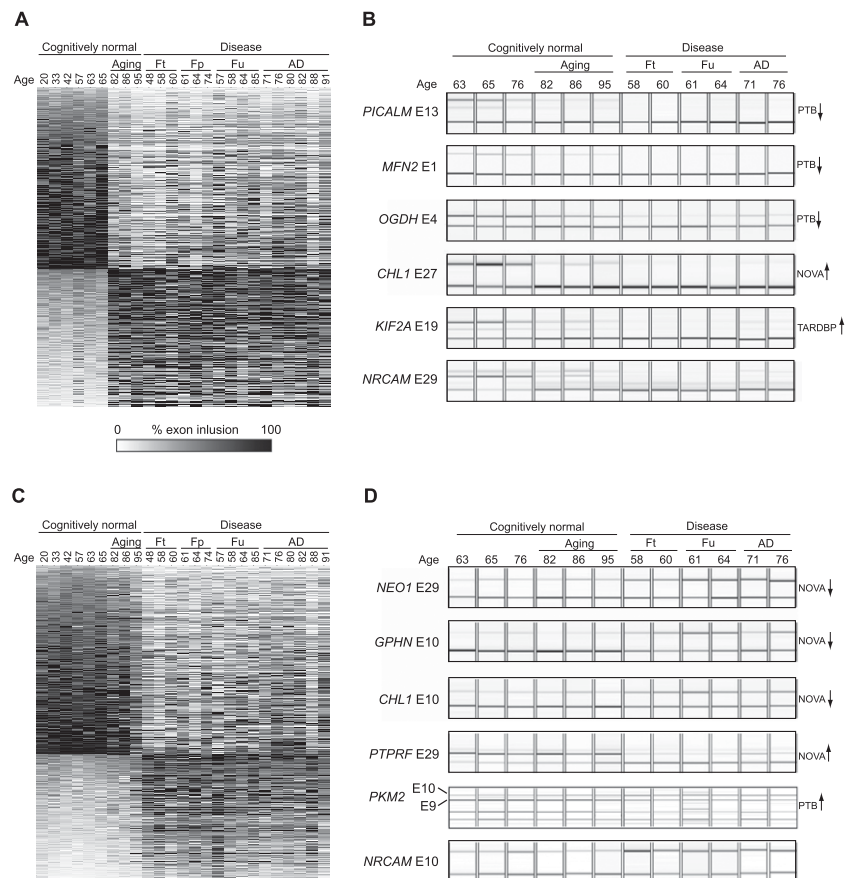 A
Cognitively normal Disease
Aging Ft Fp Fu AD
Age 20 33 42 57 63 65 82 86 95 48 58 60 61 64 74 57 58 64 85 71 76 80 82 88 91
0 % exon inlusion 100
B
Cognitively normal Disease
Aging Ft Fu AD
Age 63 65 76 82 86 95 58 60 61 64 71 76
PICALM E13 PTB↓
MFN2 E1 PTB↓
OGDH E4 PTB↓
CHL1 E27 NOVA↑
KIF2A E19 TARDBP↑
NRCAM E29
C
Cognitively normal Disease
Aging Ft Fp Fu AD
Age 20 33 42 57 63 65 82 86 95 48 58 60 61 64 74 57 58 64 85 71 76 80 82 88 91
D
Cognitively normal Disease
Aging Ft Fu AD
Age 63 65 76 82 86 95 58 60 61 64 71 76
NEO1 E29 NOVA↓
GPHN E10 NOVA↓
CHL1 E10 NOVA↓
PTPRF E29 NOVA↑
PKM2 E10 E9 PTB↑
NRCAM E10